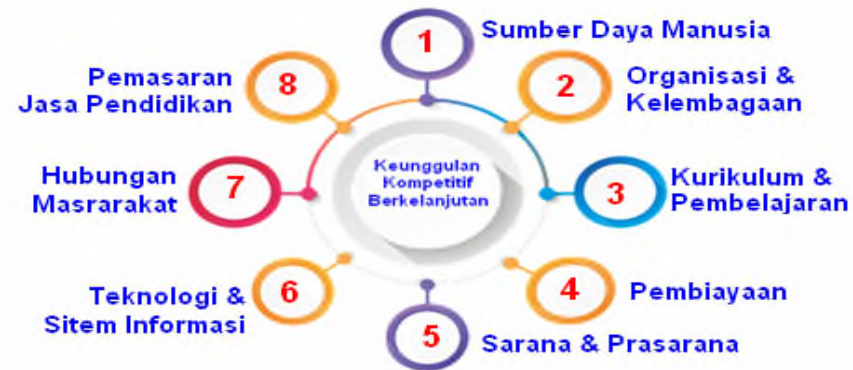 1
Sumber Daya Manusia
2
Organisasi &
Kelembagaan
3
Kurikulum &
Pembelajaran
4
Pembiayaan
5
Sarana & Prasarana
6
Teknologi &
Sitem Informasi
7
Hubungan
Masrarakat
8
Pemasaran
Jasa Pendidikan
Keunggulan
Kompetitif
Berkelanjutan